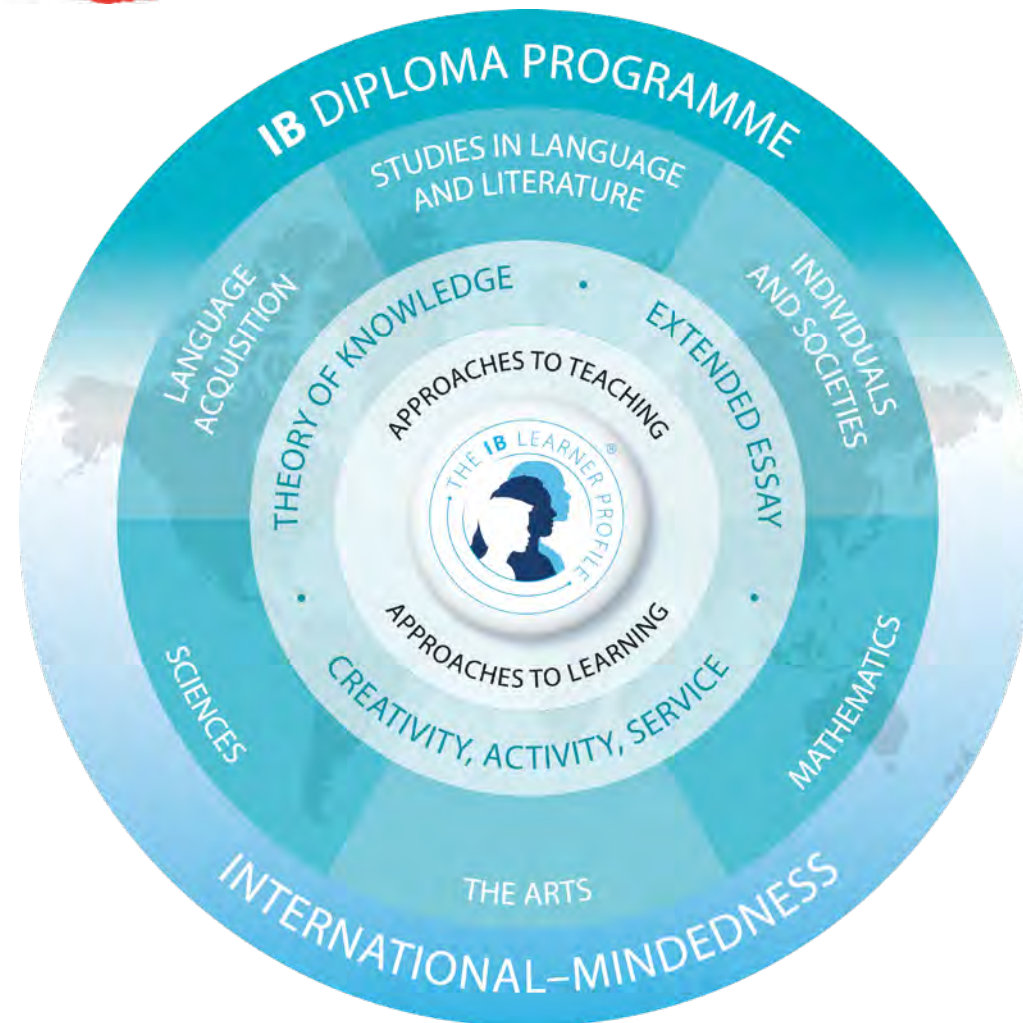 IB DIPLOMA PROGRAMME
STUDIES IN LANGUAGE
AND LITERATURE
LANGUAGE
ACQUISITION
INDIVIDUALS
AND SOCIETIES
THEORY OF KNOWLEDGE
•
EXTENDED ESSAY
•
APPROACHES TO TEACHING
THE IB LEARNER PROFILE ®
APPROACHES TO LEARNING
•
CREATIVITY, ACTIVITY, SERVICE
SCIENCES
MATHEMATICS
THE ARTS
INTERNATIONAL–MINDEDNESS